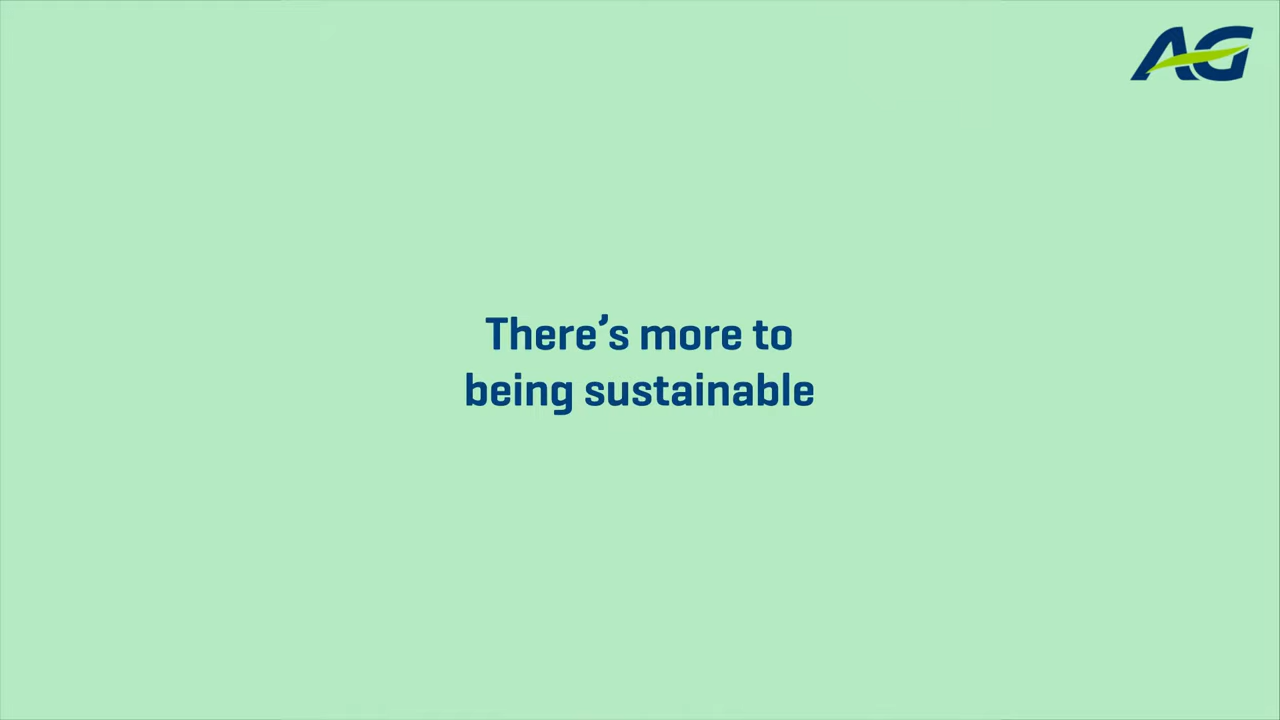 AG
There’s more to
being sustainable